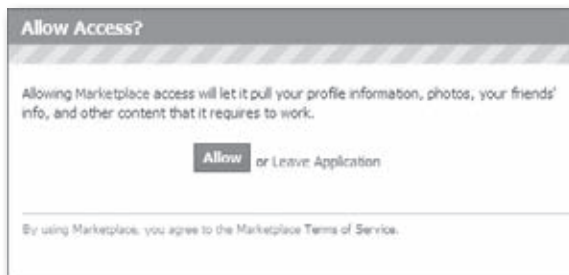 Allow Access?
Allowing Marketplace access will let it pull your profile information, photos, your friends'
info, and other content that it requires to work.
Allow or Leave Application
By using Marketplace, you agree to the Marketplace Terms of Service.